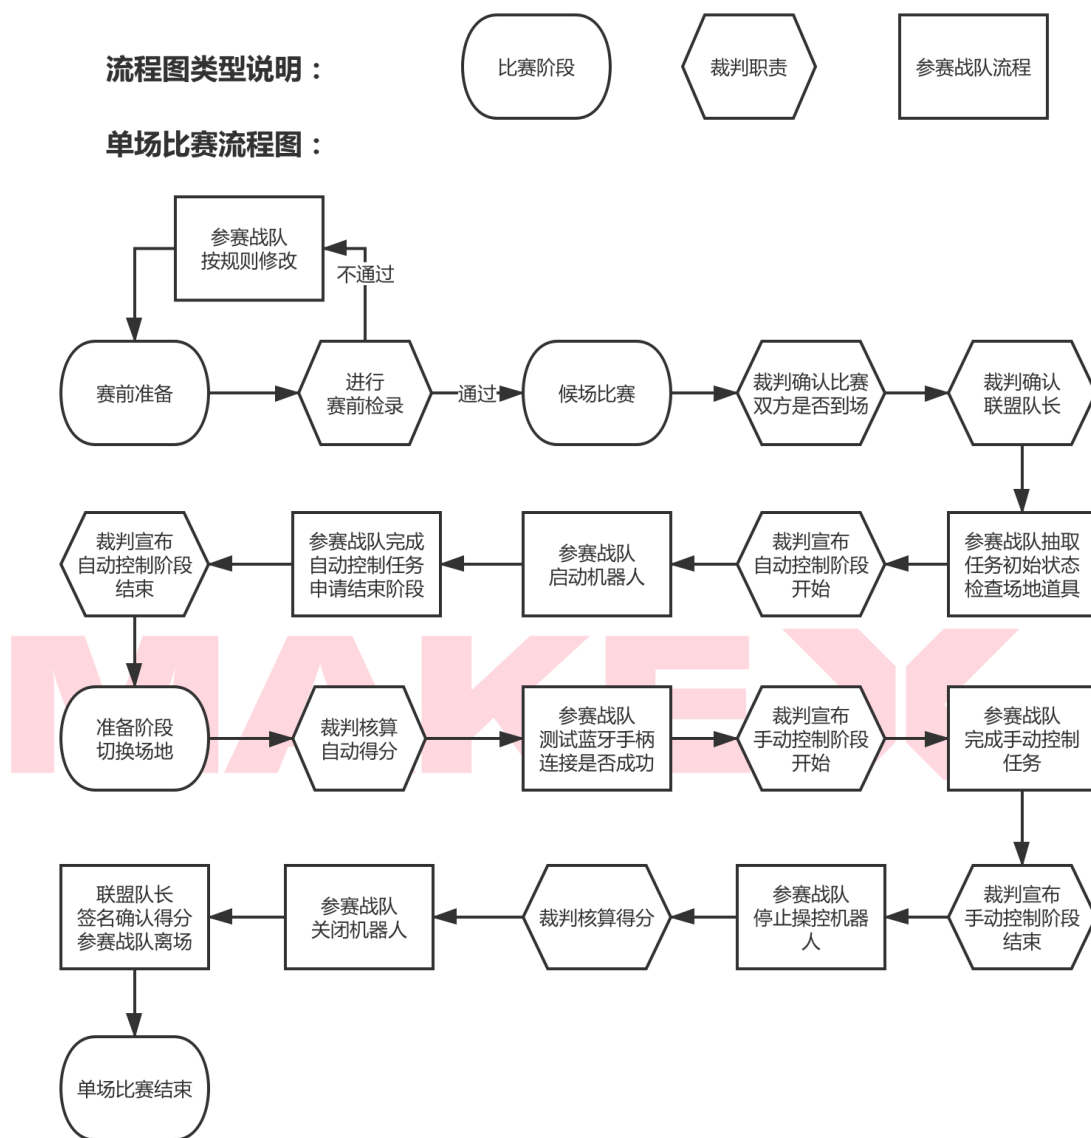 流程图类型说明：
比赛阶段
裁判职责
参赛战队流程
单场比赛流程图：
参赛战队
按规则修改
不通过
赛前准备
进行
赛前检录
通过
候场比赛
裁判确认比赛
双方是否到场
裁判确认
联盟队长
参赛战队抽取
任务初始状态
检查场地道具
裁判宣布
自动控制阶段
开始
参赛战队
启动机器人
参赛战队完成
自动控制任务
申请结束阶段
裁判宣布
自动控制阶段
结束
MAKEX
准备阶段
切换场地
裁判核算
自动得分
参赛战队
测试蓝牙手柄
连接是否成功
裁判宣布
手动控制阶段
开始
参赛战队
完成手动控制
任务
裁判宣布
手动控制阶段
结束
参赛战队
停止操控机器
人
裁判核算得分
参赛战队
关闭机器人
联盟队长
签名确认得分
参赛战队离场
单场比赛结束